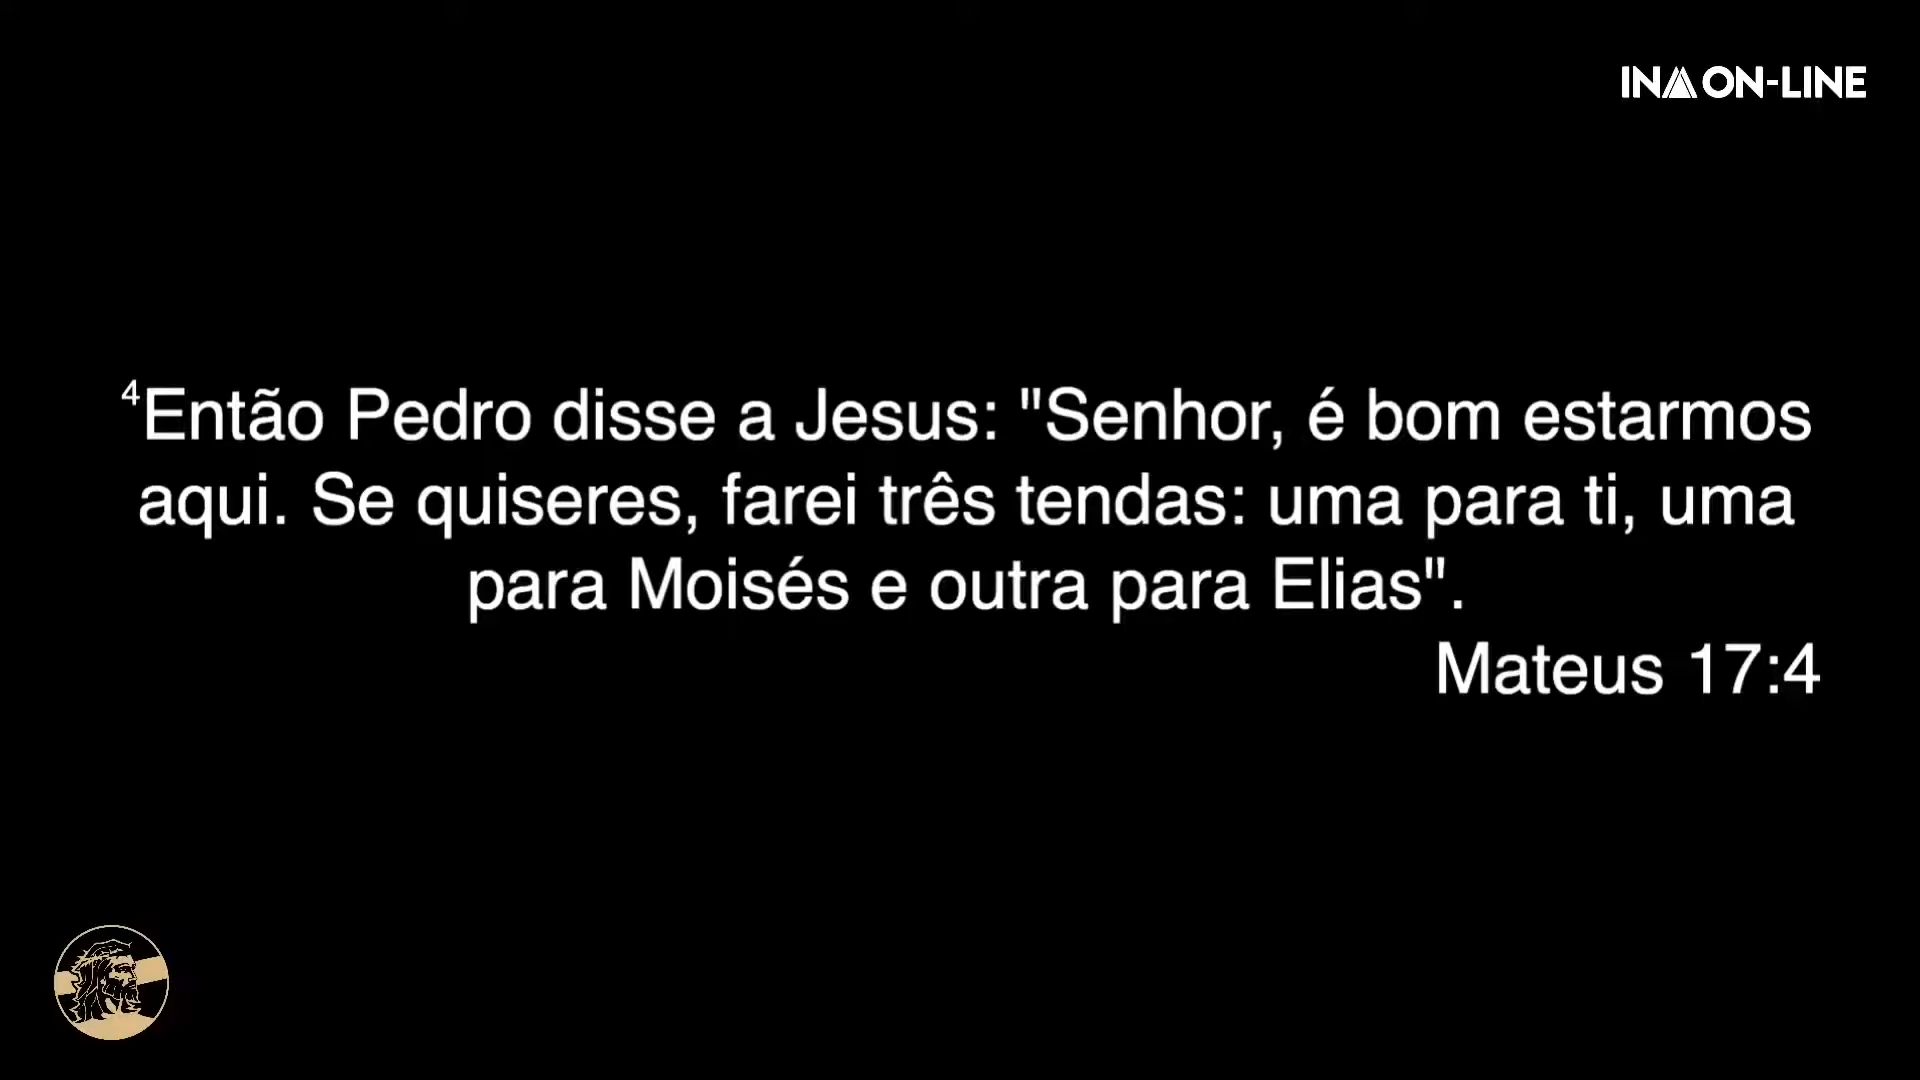 INA ON-LINE
⁴Então Pedro disse a Jesus: "Senhor, é bom estarmos
aqui. Se quiseres, farei três tendas: uma para ti, uma
para Moisés e outra para Elias".
Mateus 17:4